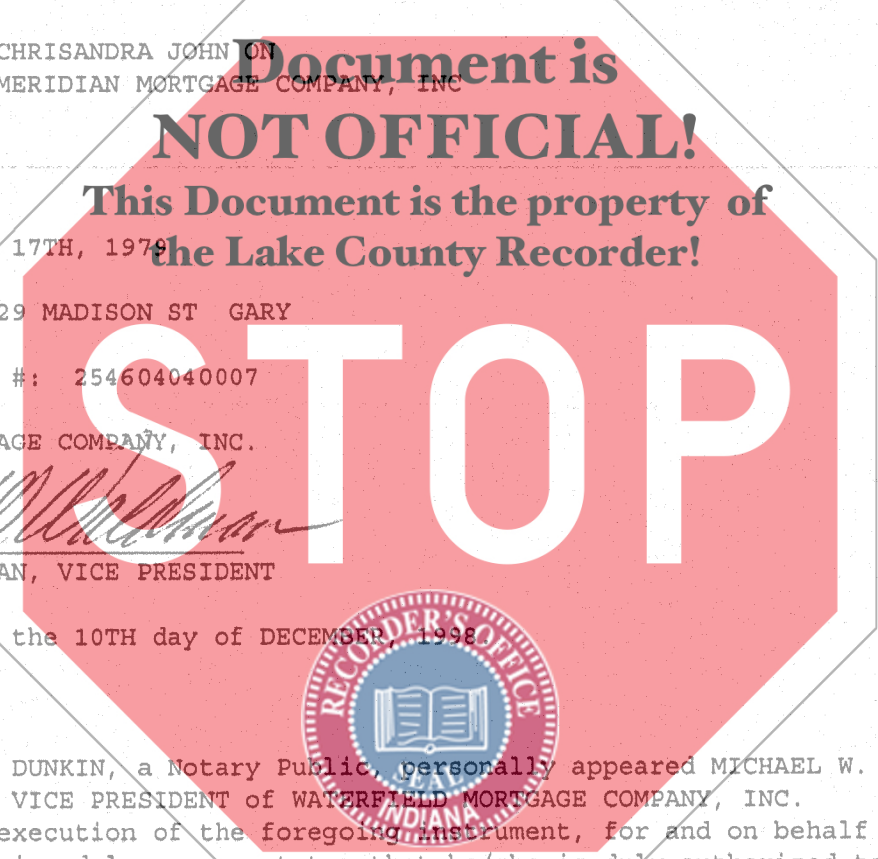 CHRISANDRA JOHN ON
Document is
MERIDIAN MORTGAGE COMPANY, INC
NOT OFFICIAL!
This Document is the property of
17TH, 1979
the Lake County Recorder!
29 MADISON ST GARY
STOP
#: 254604040007
AGE COMPANY, INC.
AN, VICE PRESIDENT
the 10TH day of DECEMBER, 1998.
RECORDER'S OFFICE
SEAL
INDIANA
DUNKIN, a Notary Public, personally appeared MICHAEL W.
VICE PRESIDENT of WATERFIELD MORTGAGE COMPANY, INC.
execution of the foregoing instrument, for and on behalf